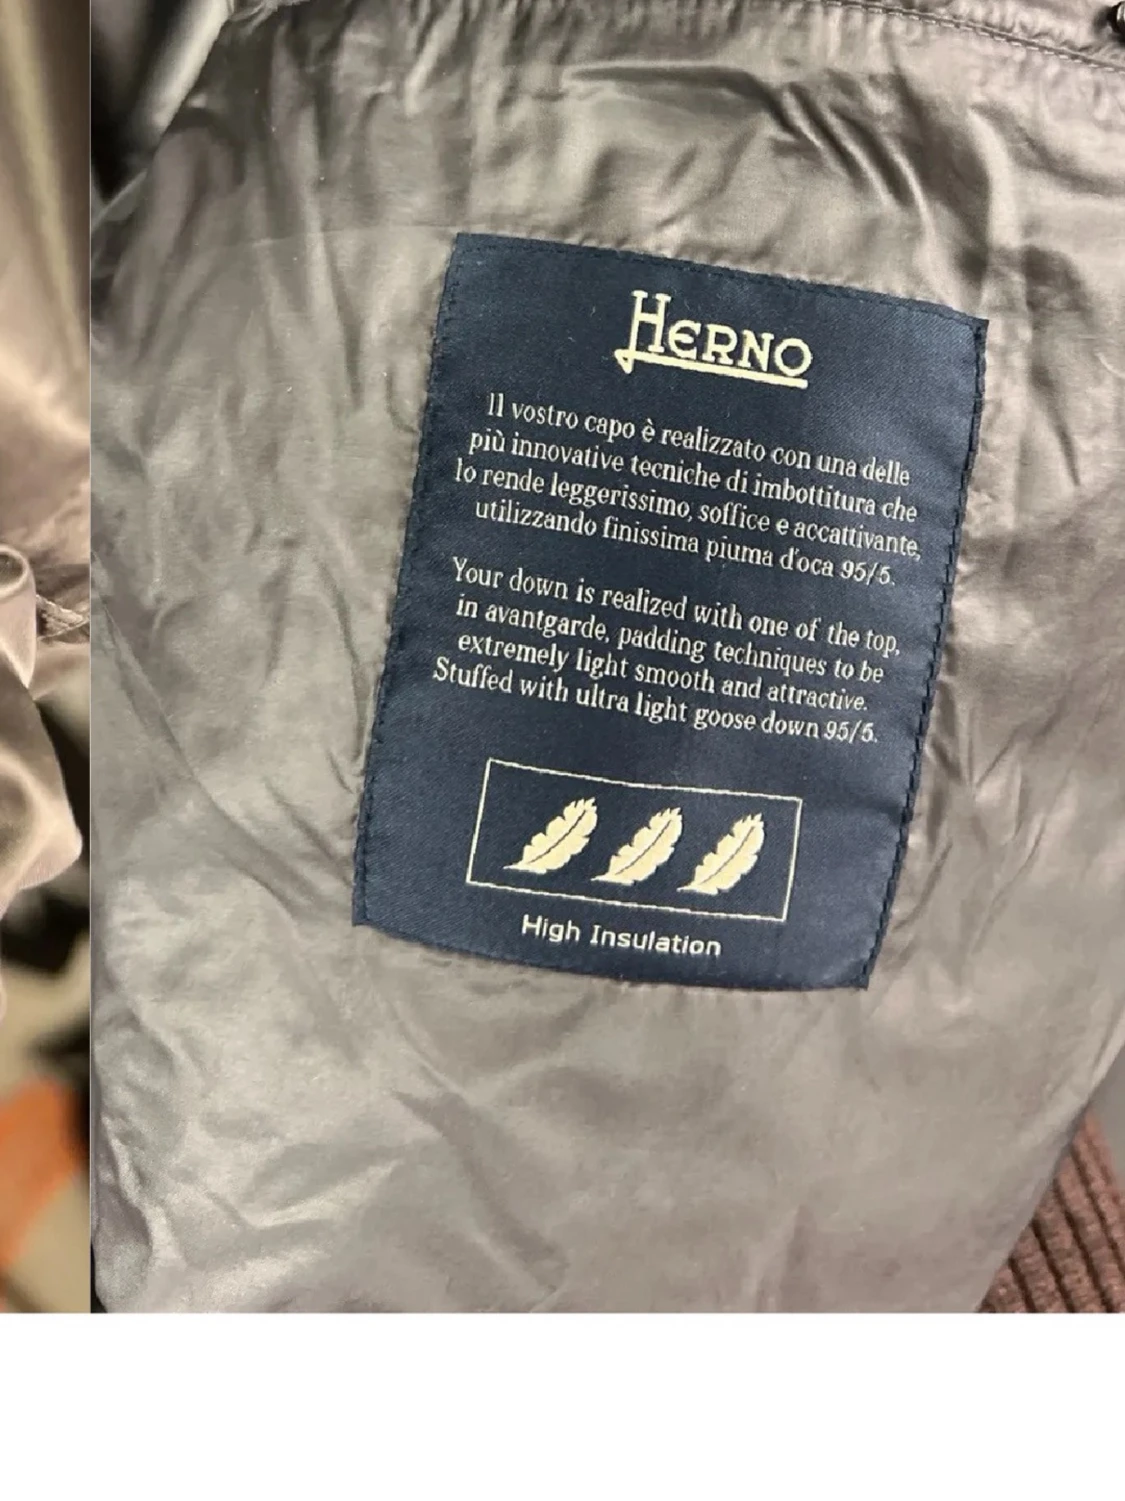 HERNO
Il vostro capo è realizzato con una delle
più innovative tecniche di imbottitura che
lo rende leggerissimo, soffice e accattivante,
utilizzando finissima piuma d'oca 95/5.
Your down is realized with one of the top,
in avantgarde, padding techniques to be
extremely light smooth and attractive.
Stuffed with ultra light goose down 95/5.
High Insulation